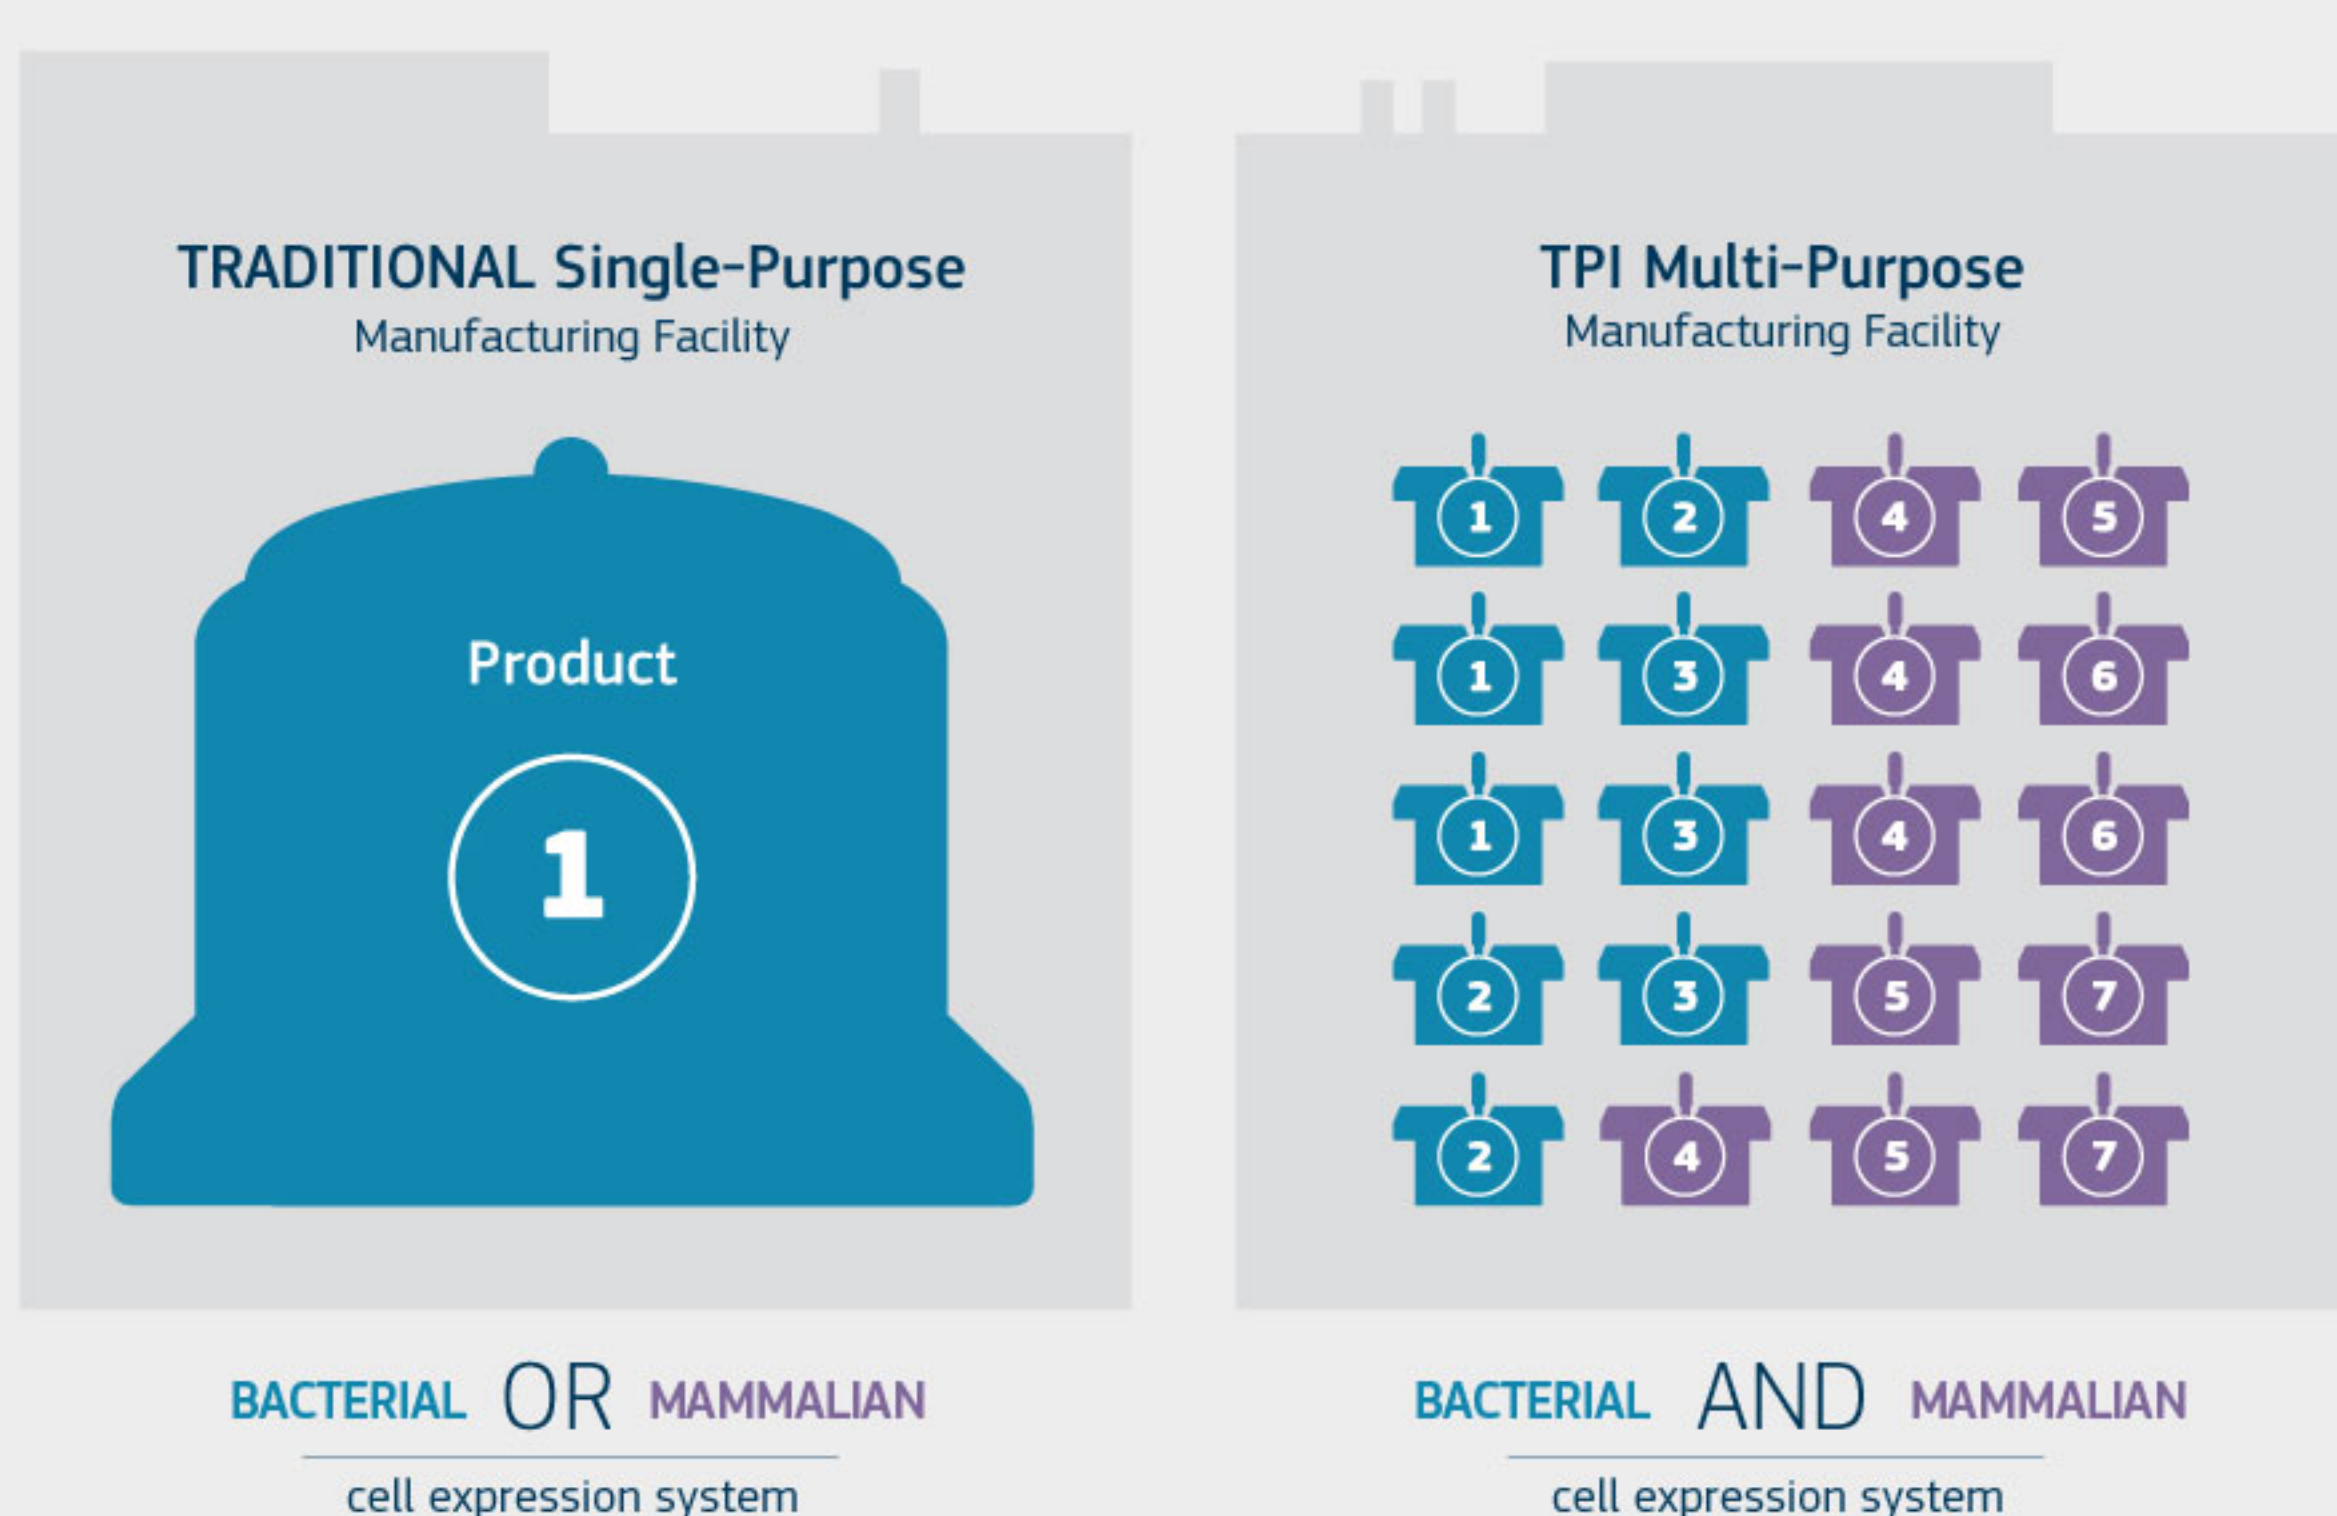 TRADITIONAL Single-Purpose
Manufacturing Facility
Product
1
BACTERIAL OR MAMMALIAN
cell expression system
TPI Multi-Purpose
Manufacturing Facility
1 2 4 5
1 3 4 6
1 3 4 6
2 3 5 7
2 4 5 7
BACTERIAL AND MAMMALIAN
cell expression system